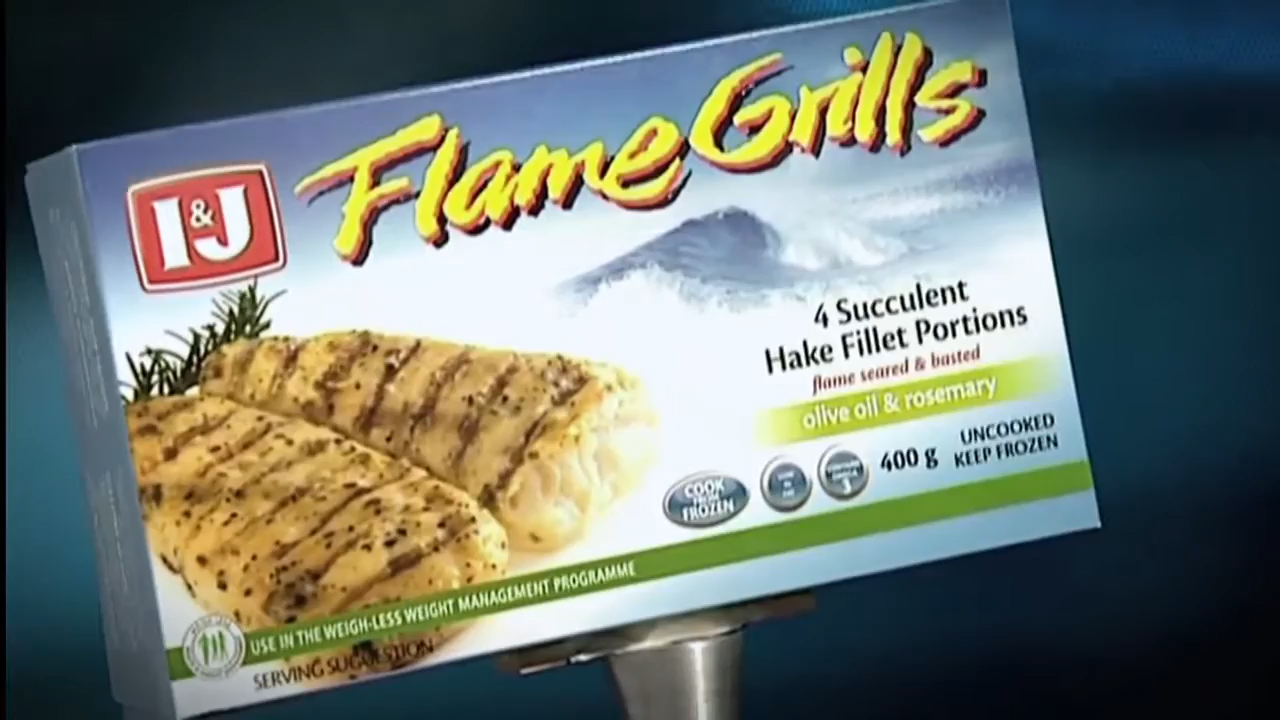 I&J
Flame Grills
4 Succulent
Hake Fillet Portions
flame seared & basted
olive oil & rosemary
COOK
FROM
FROZEN
400 g
UNCOOKED
KEEP FROZEN
USE IN THE WEIGH-LESS WEIGHT MANAGEMENT PROGRAMME
SERVING SUGGESTION